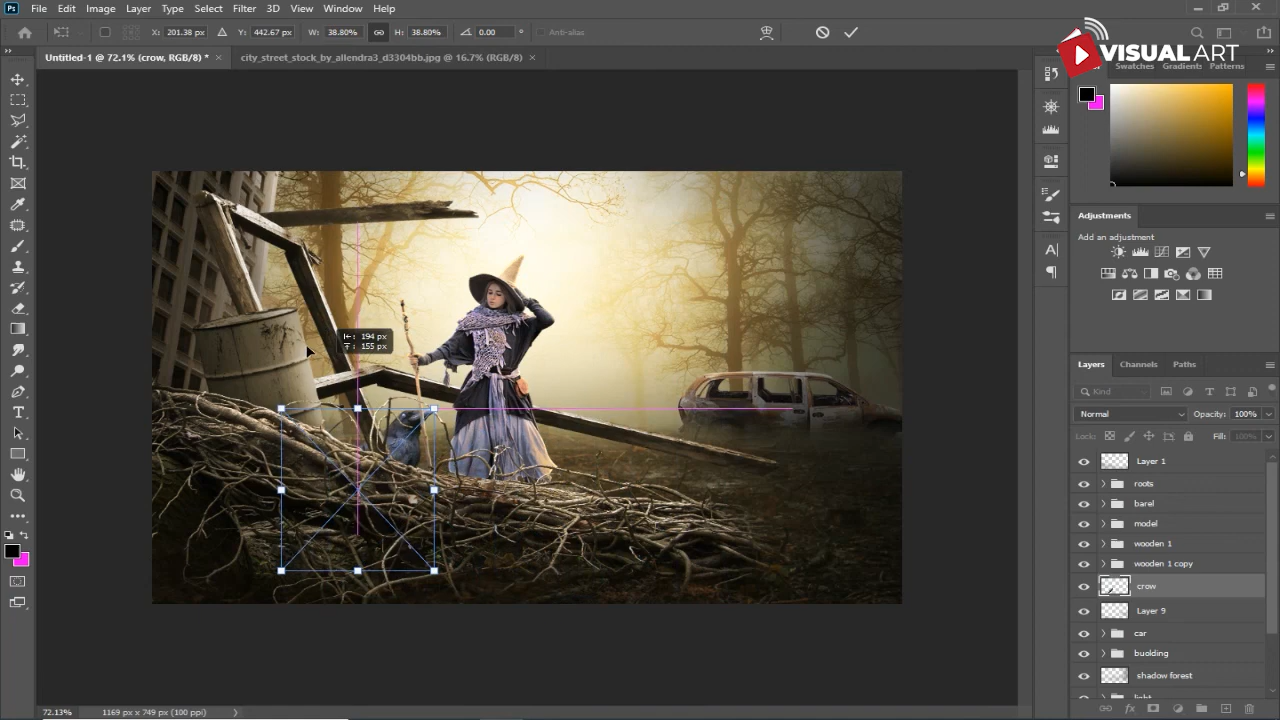 Ps File Edit Image Layer Type Select Filter 3D View Window Help
X: 201.38 px Y: 442.67 px W: 38.80% H: 38.80% 0.00 ° Anti-alias
Untitled-1 @ 72.1% (crow, RGB/8) * × city_street_stock_by_allendra3_d3304bb.jpg @ 16.7% (RGB/8) ×
VISUAL ART
Swatches Gradients Patterns
Adjustments
Add an adjustment
194 px
155 px
Layers Channels Paths
Kind
Normal Opacity: 100%
Lock: Fill: 100%
Layer 1
roots
barel
model
wooden 1
wooden 1 copy
crow
Layer 9
car
buolding
shadow forest
light
72.13% 1169 px x 749 px (100 ppi)